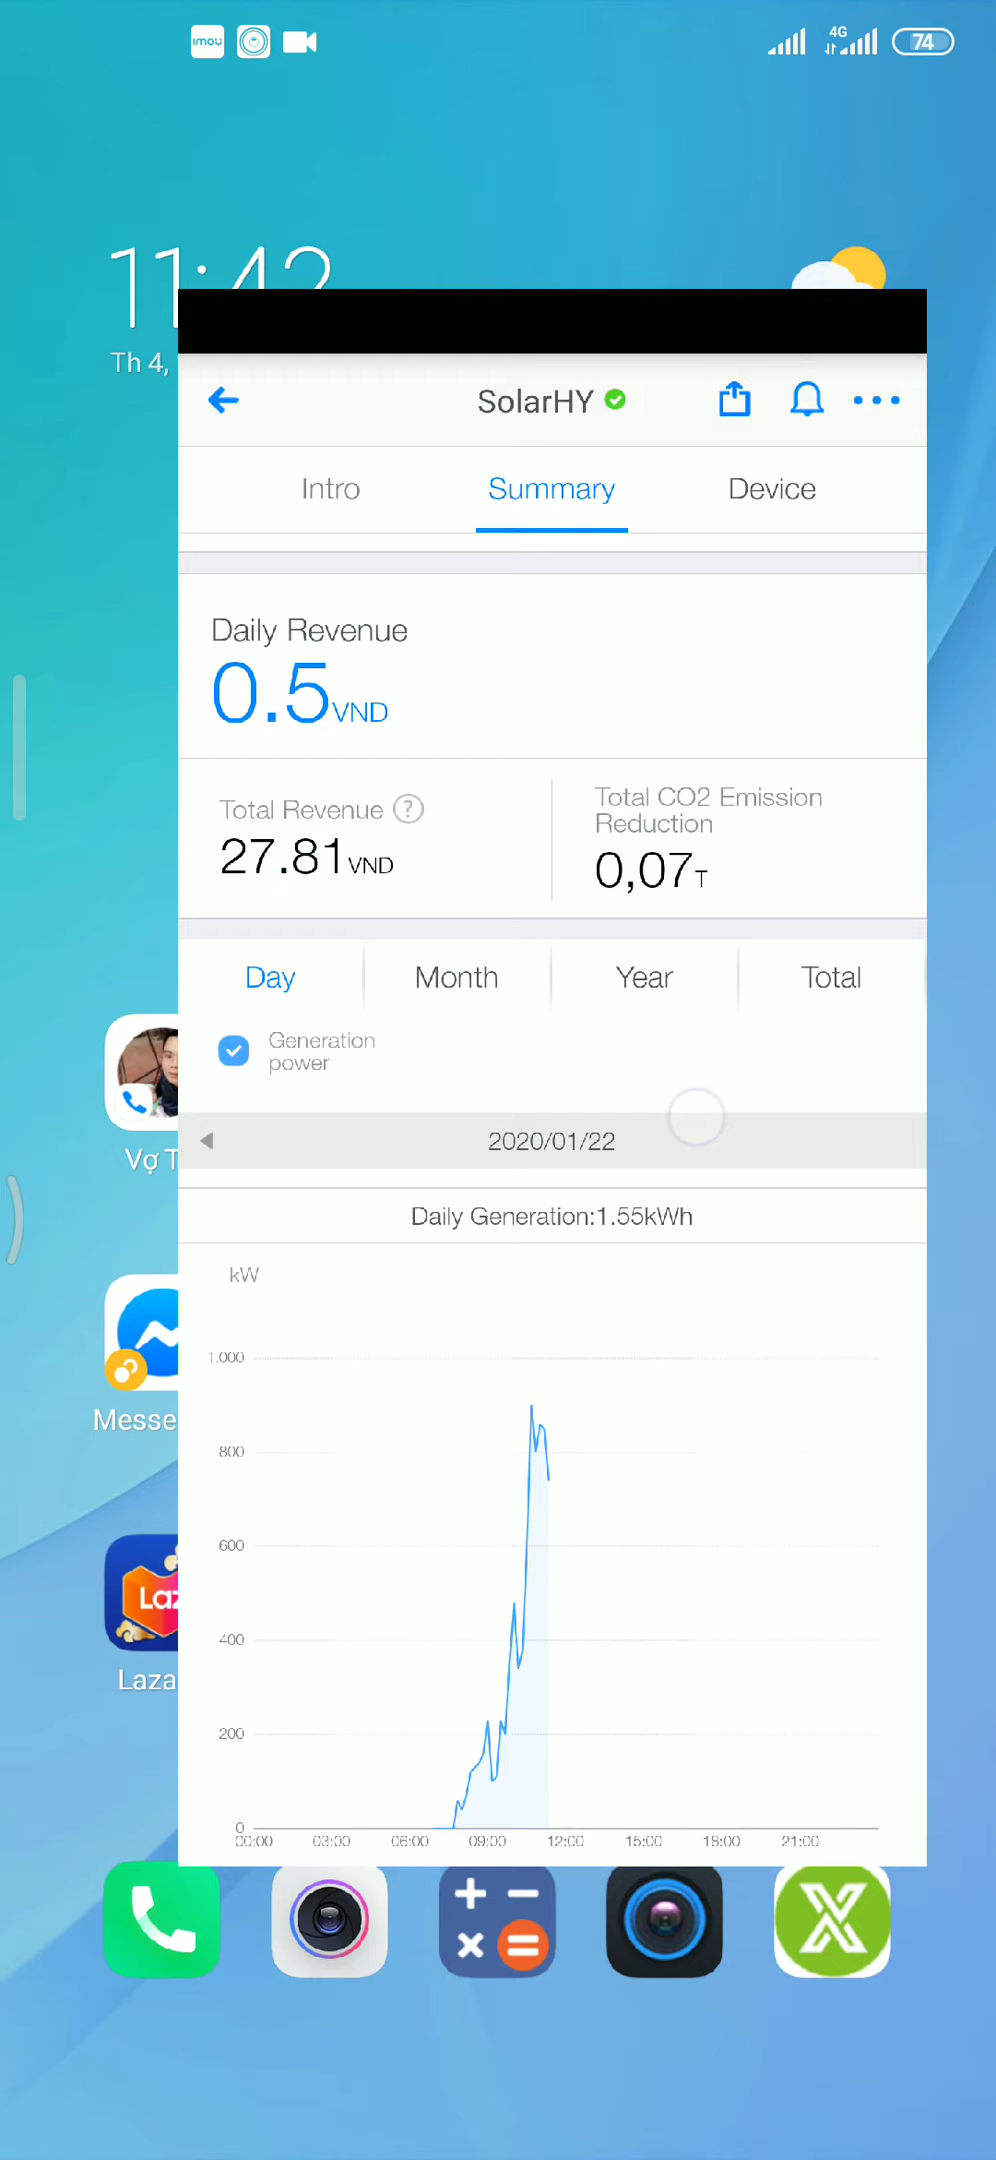 imou
4G
74
11:42
Th 4,
SolarHY
Intro
Summary
Device
Daily Revenue
0.5VND
Total Revenue ?
27.81VND
Total CO2 Emission
Reduction
0,07T
Day
Month
Year
Total
Generation
power
2020/01/22
Daily Generation:1.55kWh
kW
1.000
800
600
400
200
0
00:00 03:00 06:00 09:00 12:00 15:00 18:00 21:00
Vợ T
Messe
Laz
Laza